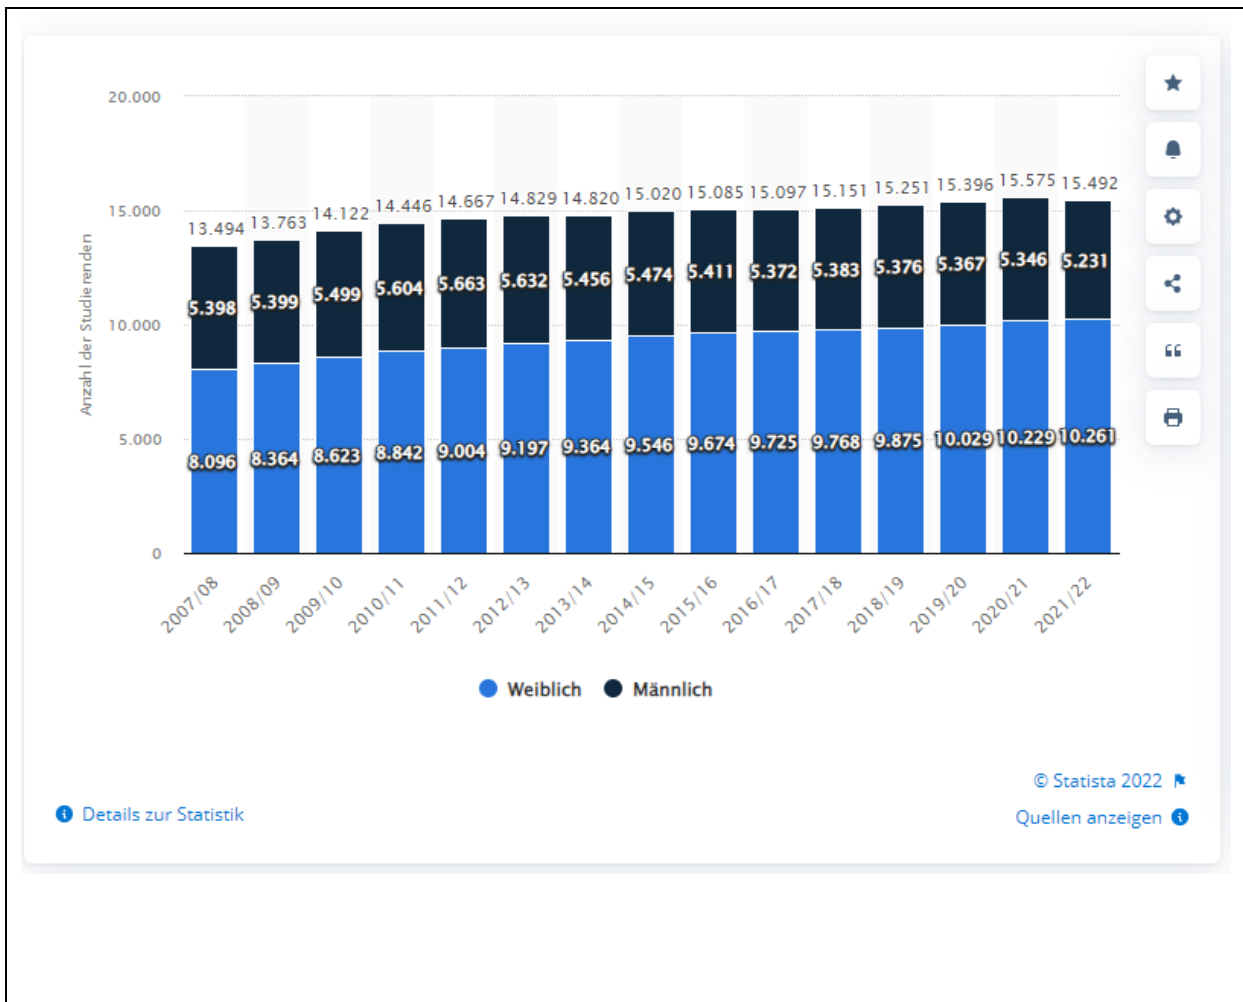 20.000
15.000
10.000
5.000
0
Anzahl der Studierenden
13.494 13.763 14.122 14.446 14.667 14.829 14.820 15.020 15.085 15.097 15.151 15.251 15.396 15.575 15.492
5.398 5.399 5.499 5.604 5.663 5.632 5.456 5.474 5.411 5.372 5.383 5.376 5.367 5.346 5.231
8.096 8.364 8.623 8.842 9.004 9.197 9.364 9.546 9.674 9.725 9.768 9.875 10.029 10.229 10.261
2007/08 2008/09 2009/10 2010/11 2011/12 2012/13 2013/14 2014/15 2015/16 2016/17 2017/18 2018/19 2019/20 2020/21 2021/22
Weiblich Männlich
© Statista 2022
Details zur Statistik
Quellen anzeigen